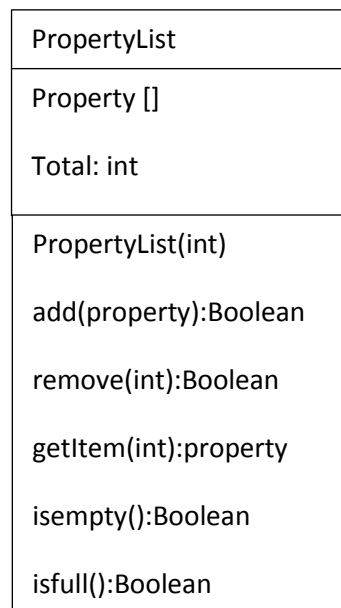 PropertyList
Property []
Total: int
PropertyList(int)
add(property):Boolean
remove(int):Boolean
getItem(int):property
isempty():Boolean
isfull():Boolean